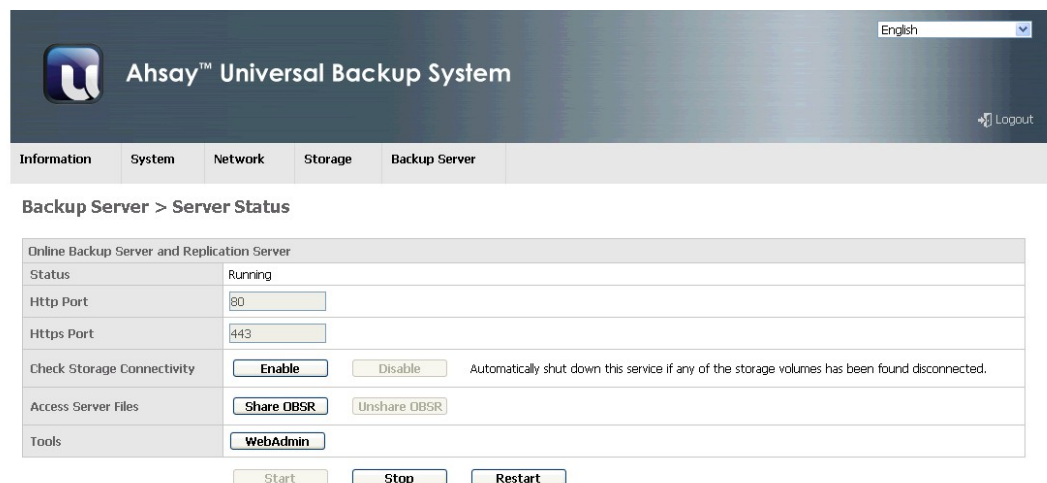 English
Ahsay™ Universal Backup System
Logout
Information System Network Storage Backup Server
Backup Server > Server Status
Online Backup Server and Replication Server
Status Running
Http Port 80
Https Port 443
Check Storage Connectivity Enable Disable Automatically shut down this service if any of the storage volumes has been found disconnected.
Access Server Files Share OBSR Unshare OBSR
Tools WebAdmin
Start Stop Restart